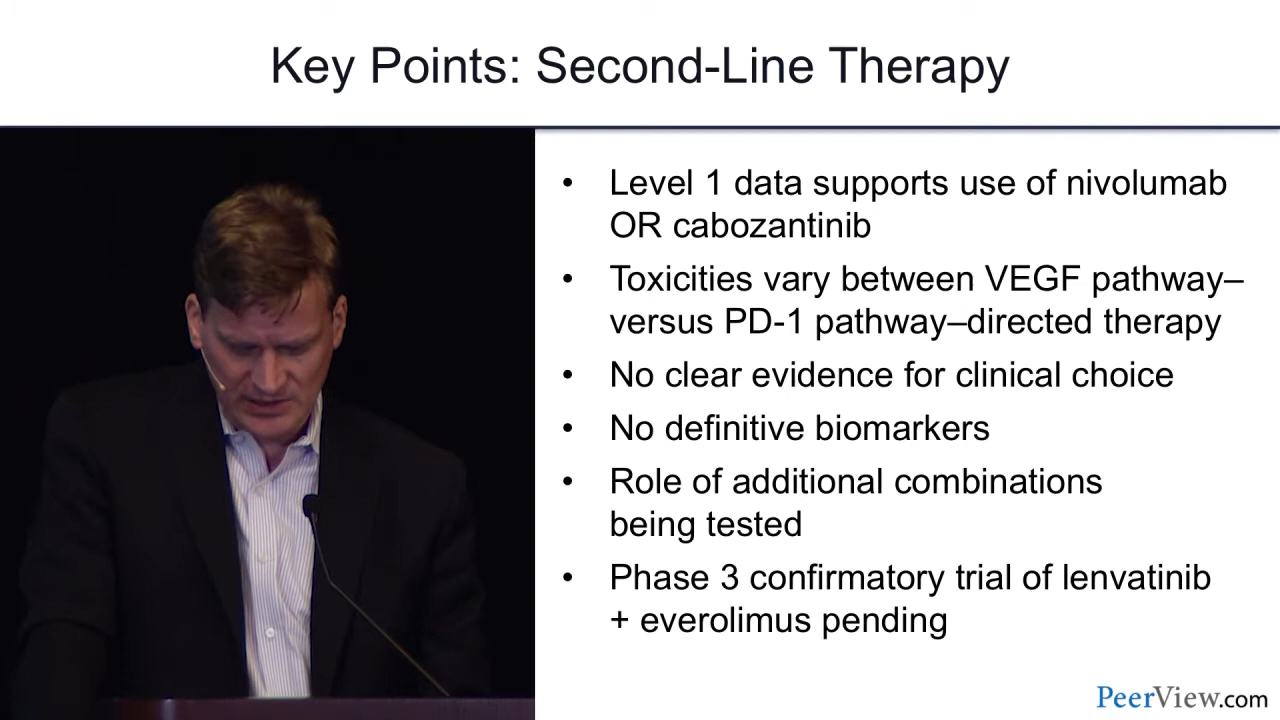 Key Points: Second-Line Therapy
• Level 1 data supports use of nivolumab
OR cabozantinib
• Toxicities vary between VEGF pathway–
versus PD-1 pathway–directed therapy
• No clear evidence for clinical choice
• No definitive biomarkers
• Role of additional combinations
being tested
• Phase 3 confirmatory trial of lenvatinib
+ everolimus pending
PeerView.com